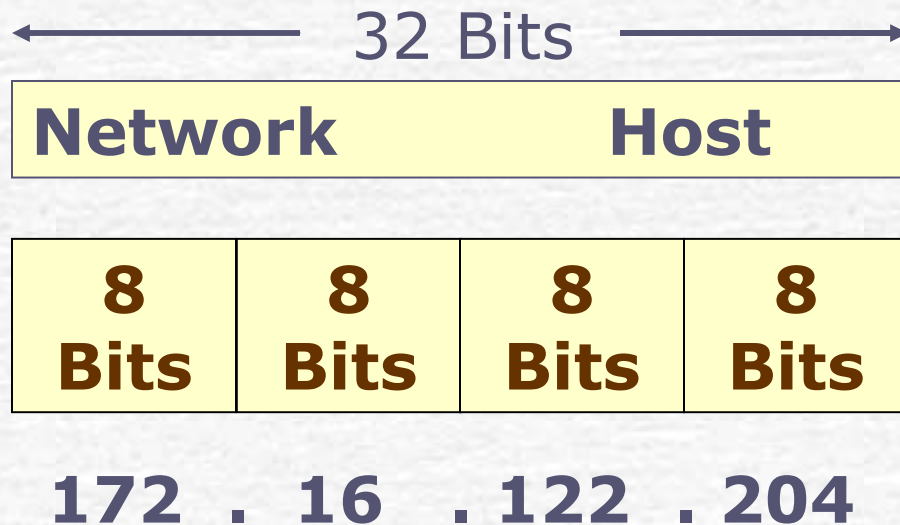 32 Bits
Network Host
8 8 8 8
Bits Bits Bits Bits
172 . 16 . 122 . 204